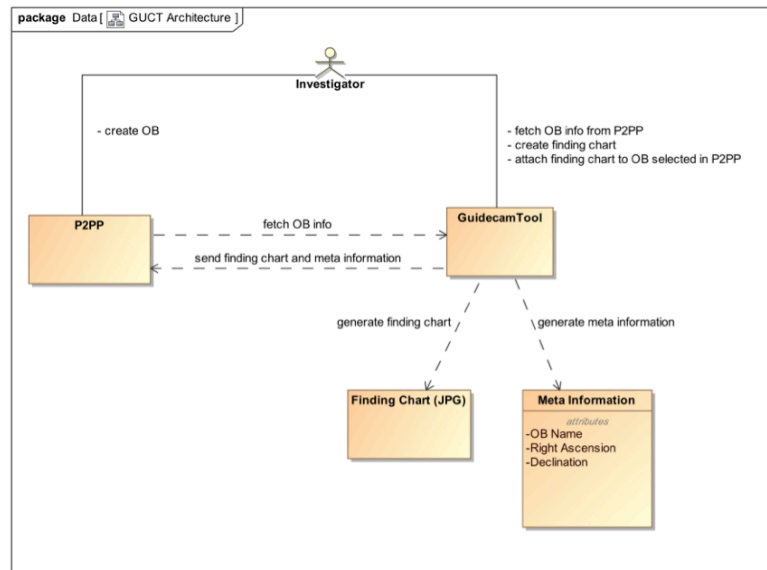 package Data [ GUCT Architecture ]
Investigator
- create OB
- fetch OB info from P2PP
- create finding chart
- attach finding chart to OB selected in P2PP
P2PP
GuidecamTool
fetch OB info
send finding chart and meta information
generate finding chart
generate meta information
Finding Chart (JPG)
Meta Information
attributes
-OB Name
-Right Ascension
-Declination